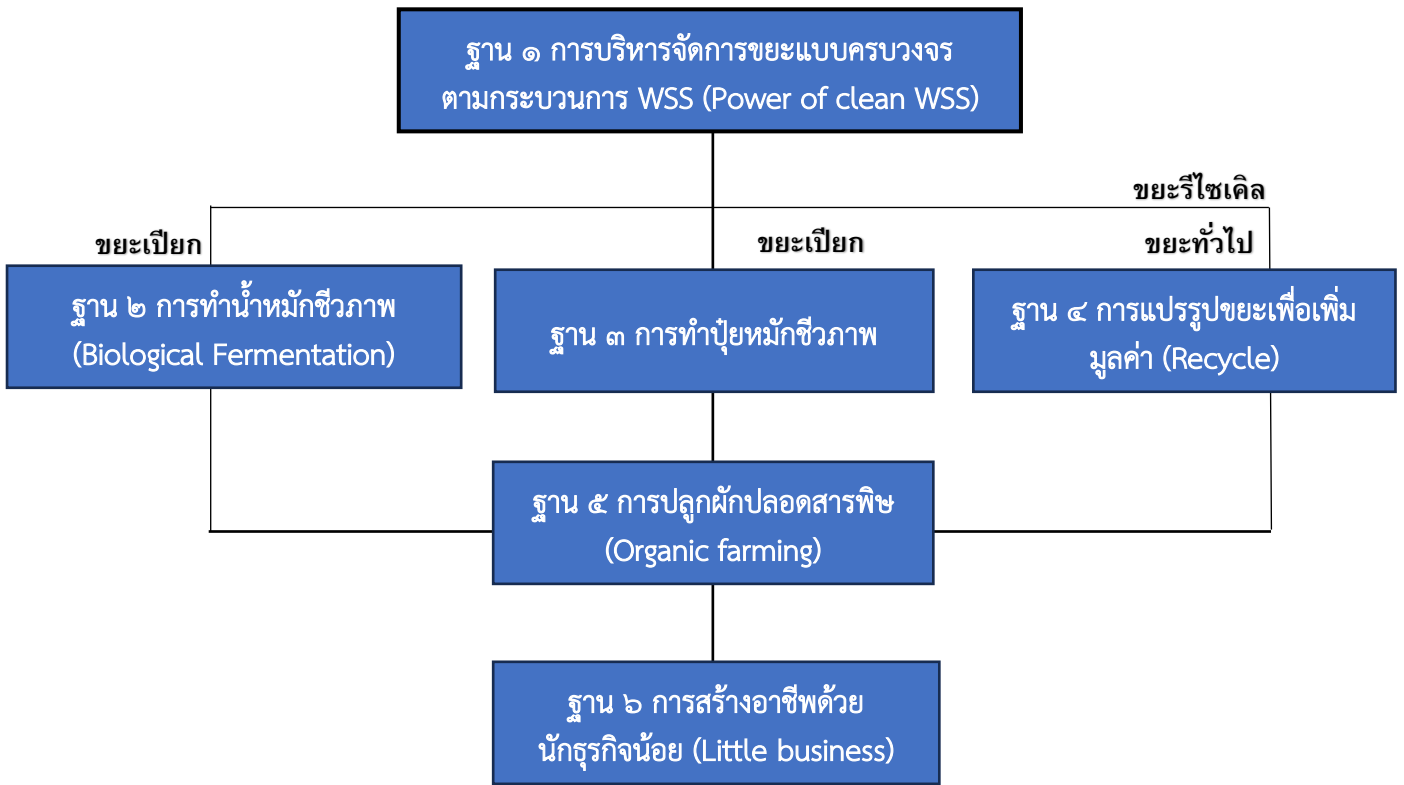 ฐาน ๑ การบริหารจัดการขยะแบบครบวงจร
ตามกระบวนการ WSS (Power of clean WSS)
ขยะรีไซเคิล
ขยะเปียก
ขยะเปียก
ขยะทั่วไป
ฐาน ๒ การทำน้ำหมักชีวภาพ
(Biological Fermentation)
ฐาน ๓ การทำปุ๋ยหมักชีวภาพ
ฐาน ๔ การแปรรูปขยะเพื่อเพิ่ม
มูลค่า (Recycle)
ฐาน ๕ การปลูกผักปลอดสารพิษ
(Organic farming)
ฐาน ๖ การสร้างอาชีพด้วย
นักธุรกิจน้อย (Little business)